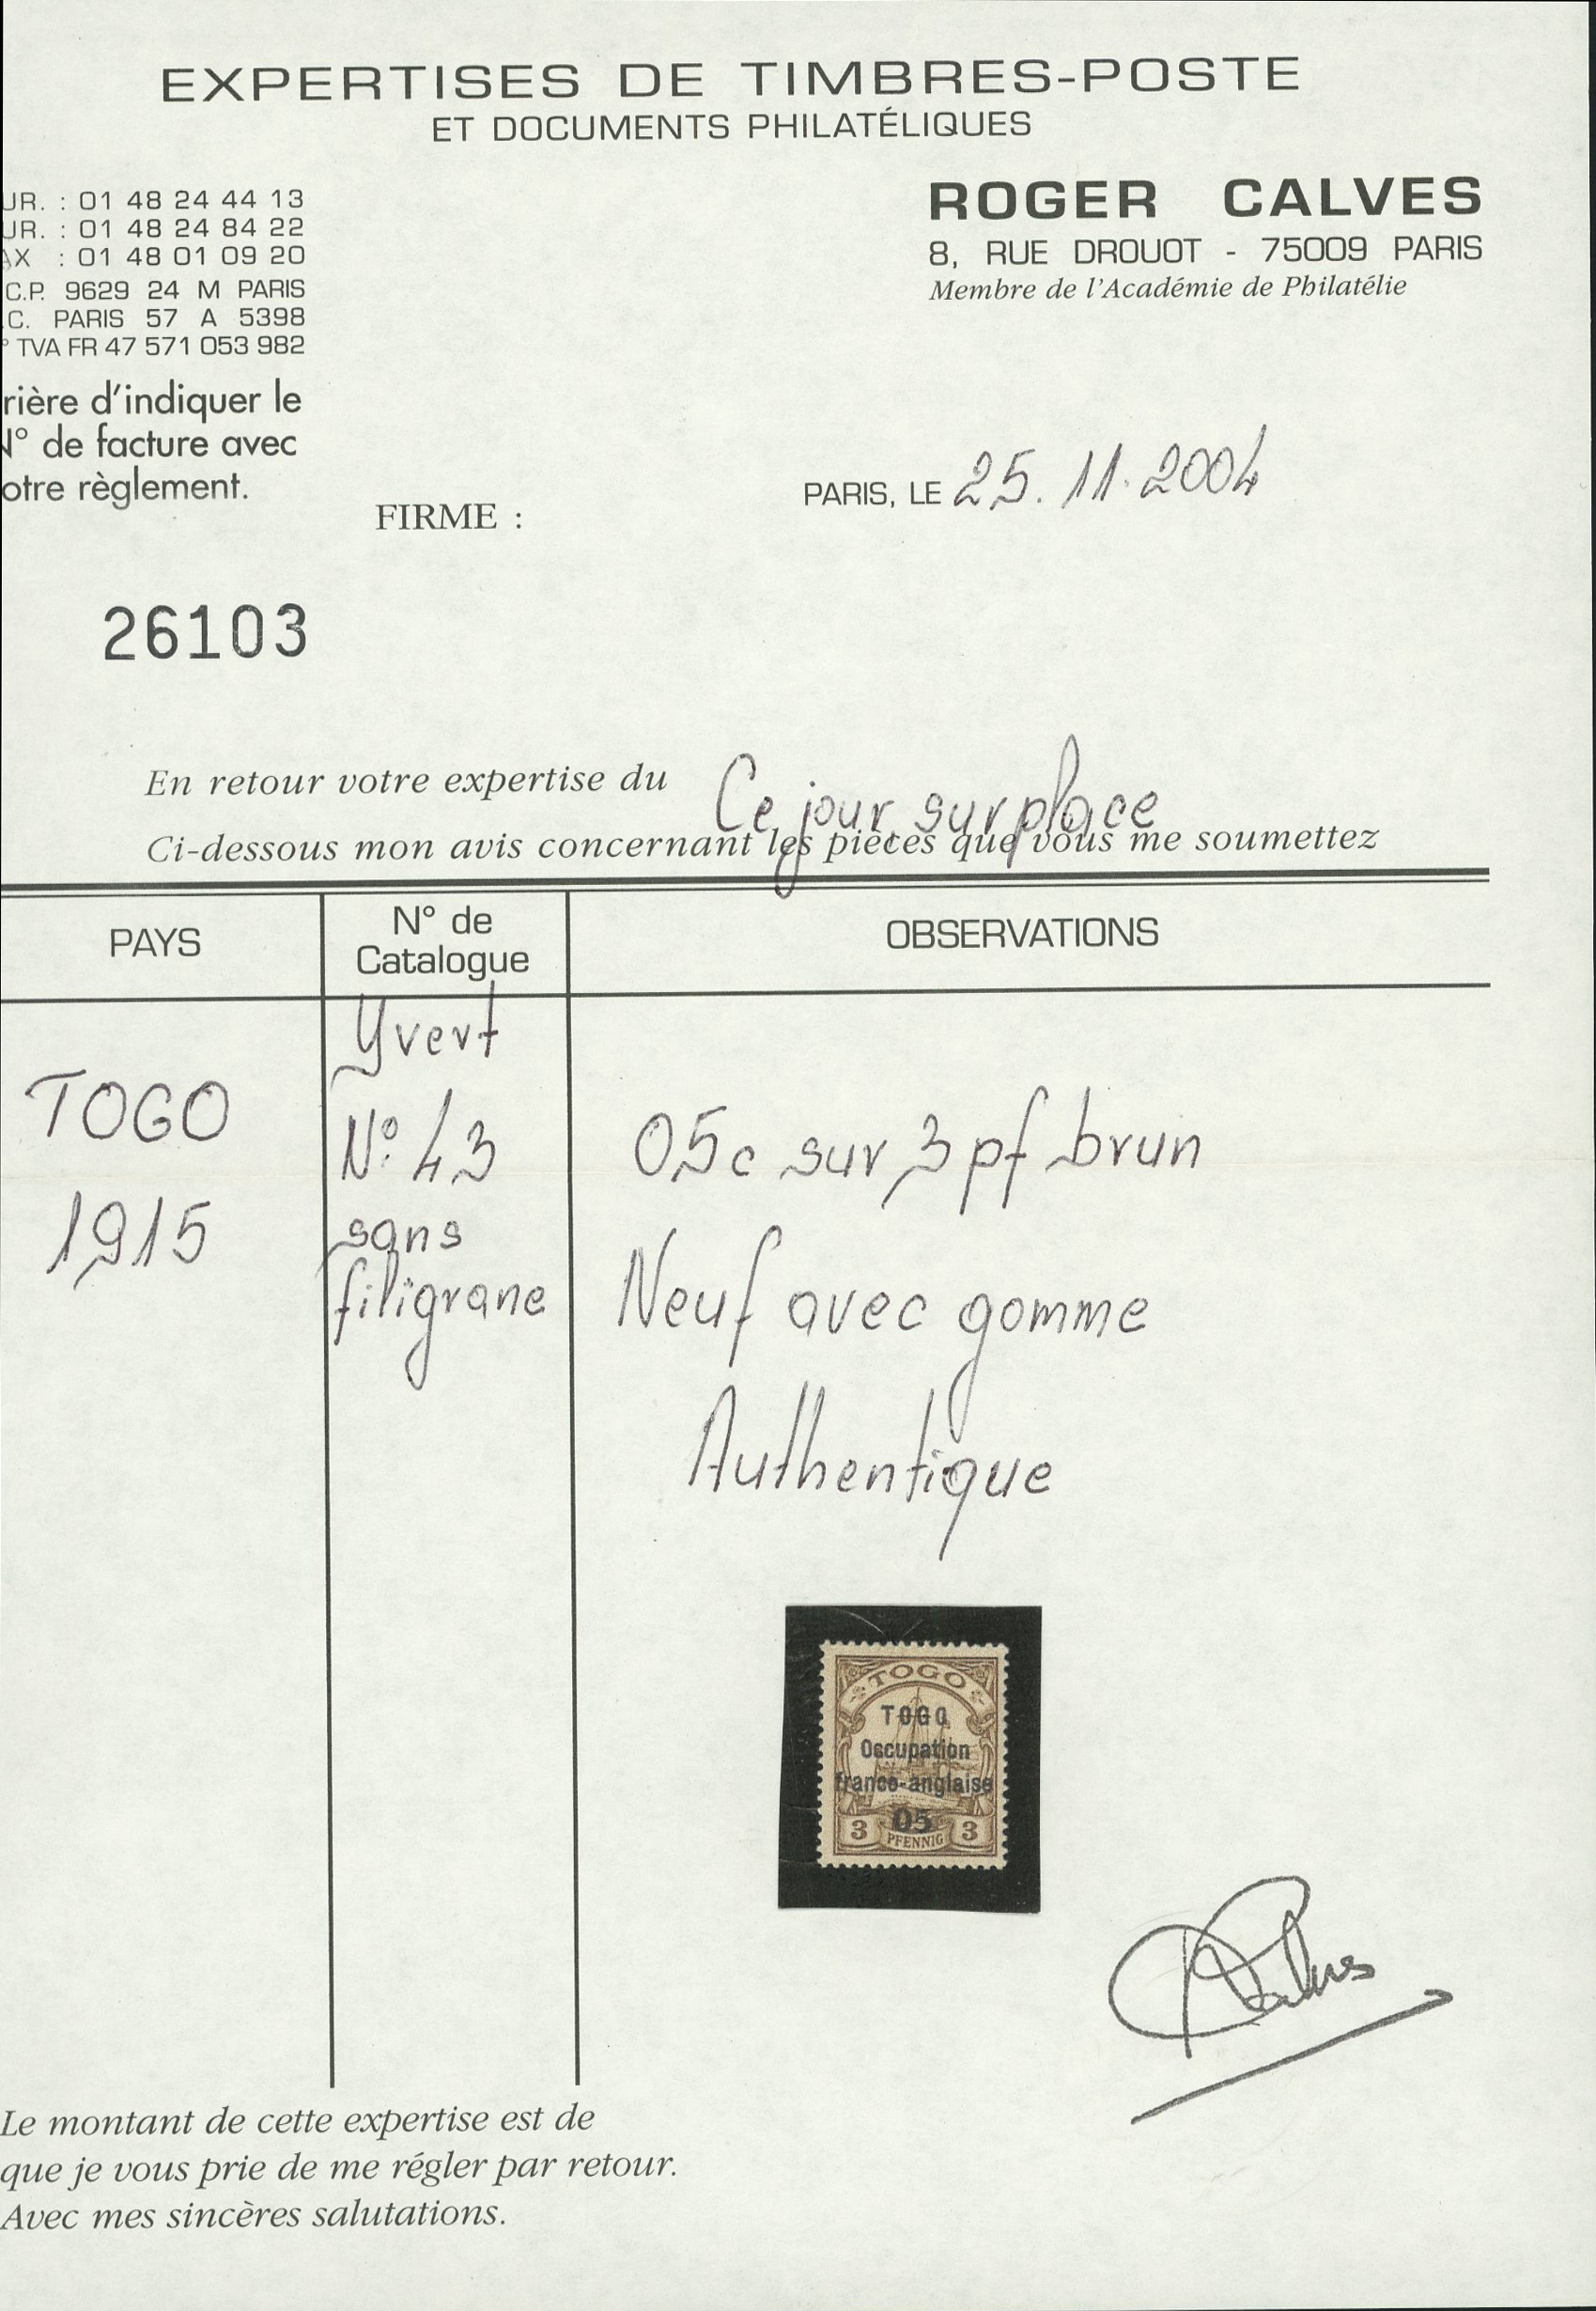 EXPERTISES DE TIMBRES-POSTE
ET DOCUMENTS PHILATÉLIQUES
UR. : 01 48 24 44 13
UR. : 01 48 24 84 22
AX : 01 48 01 09 20
C.P. 9629 24 M PARIS
.C. PARIS 57 A 5398
° TVA FR 47 571 053 982
ROGER CALVES
8, RUE DROUOT - 75009 PARIS
Membre de l'Académie de Philatélie
rière d'indiquer le
N° de facture avec
otre règlement.
FIRME :
PARIS, LE 25.11.2004
26103
En retour votre expertise du Ce jour sur place
Ci-dessous mon avis concernant les pièces que vous me soumettez
PAYS
N° de
Catalogue
OBSERVATIONS
TOGO
1915
Yvert
N° 43
sans
filigrane
05c sur 3pf brun
Neuf avec gomme
Authentique
TOGO
TOGO
Occupation
franco-anglaise
05
3 PFENNIG 3
Calves
Le montant de cette expertise est de
que je vous prie de me régler par retour.
Avec mes sincères salutations.